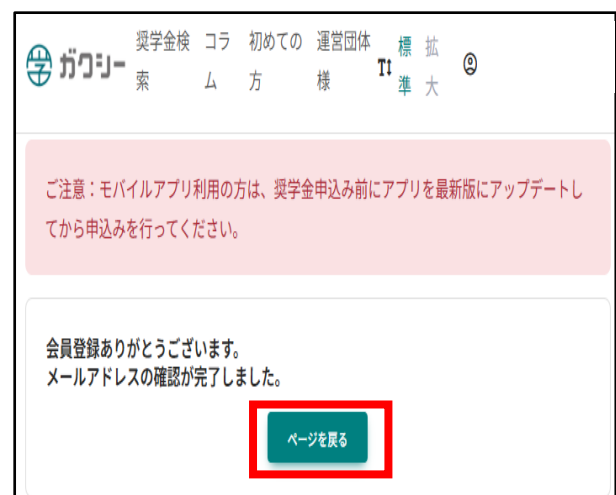 ガクシー
奨学金検索
コラム
初めての方
運営団体様
T↕
標準
拡大
ご注意：モバイルアプリ利用の方は、奨学金申込み前にアプリを最新版にアップデートし
てから申込みを行ってください。
会員登録ありがとうございます。
メールアドレスの確認が完了しました。
ページを戻る